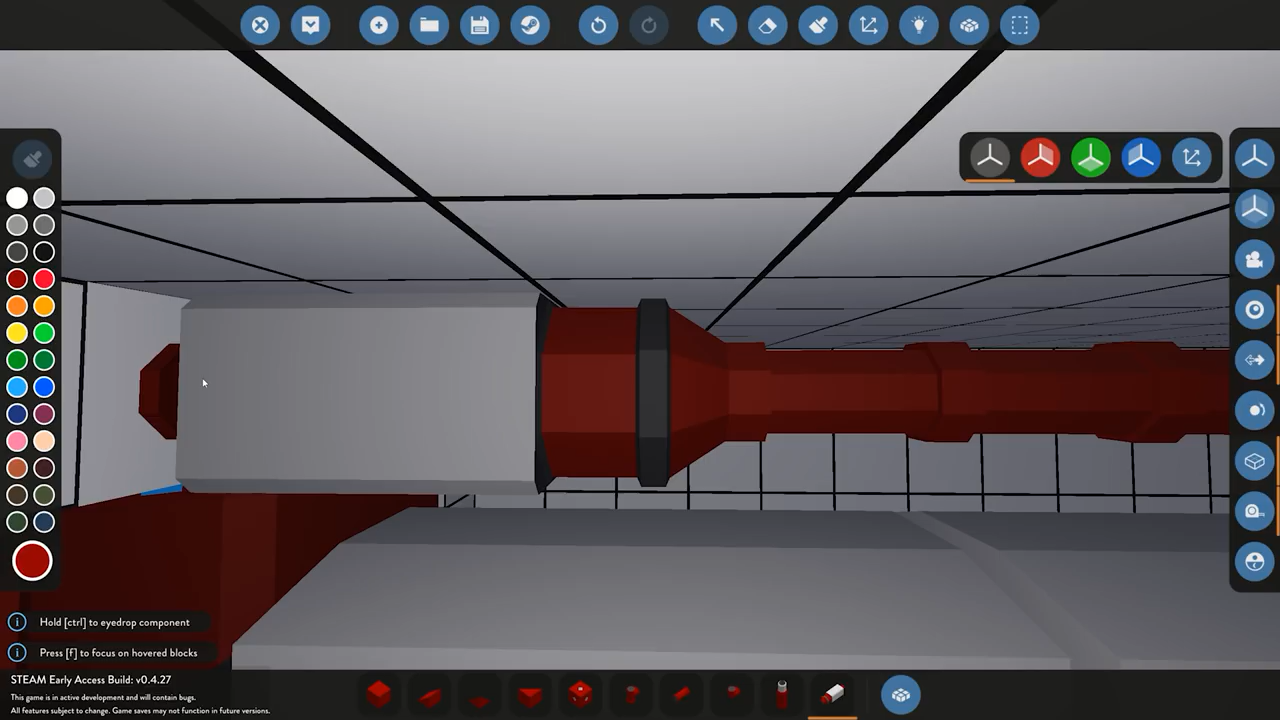 Hold [ctrl] to eyedrop component
Press [f] to focus on hovered blocks
STEAM Early Access Build: v0.4.27
This game is in active development and will contain bugs.
All features subject to change. Game saves may not function in future versions.